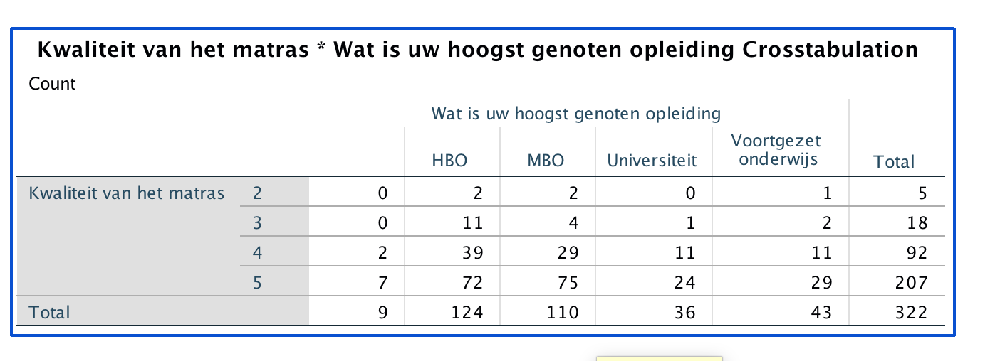 Kwaliteit van het matras * Wat is uw hoogst genoten opleiding Crosstabulation
Count
Wat is uw hoogst genoten opleiding
HBO MBO Universiteit Voortgezet onderwijs Total
Kwaliteit van het matras 2 0 2 2 0 1 5
3 0 11 4 1 2 18
4 2 39 29 11 11 92
5 7 72 75 24 29 207
Total 9 124 110 36 43 322